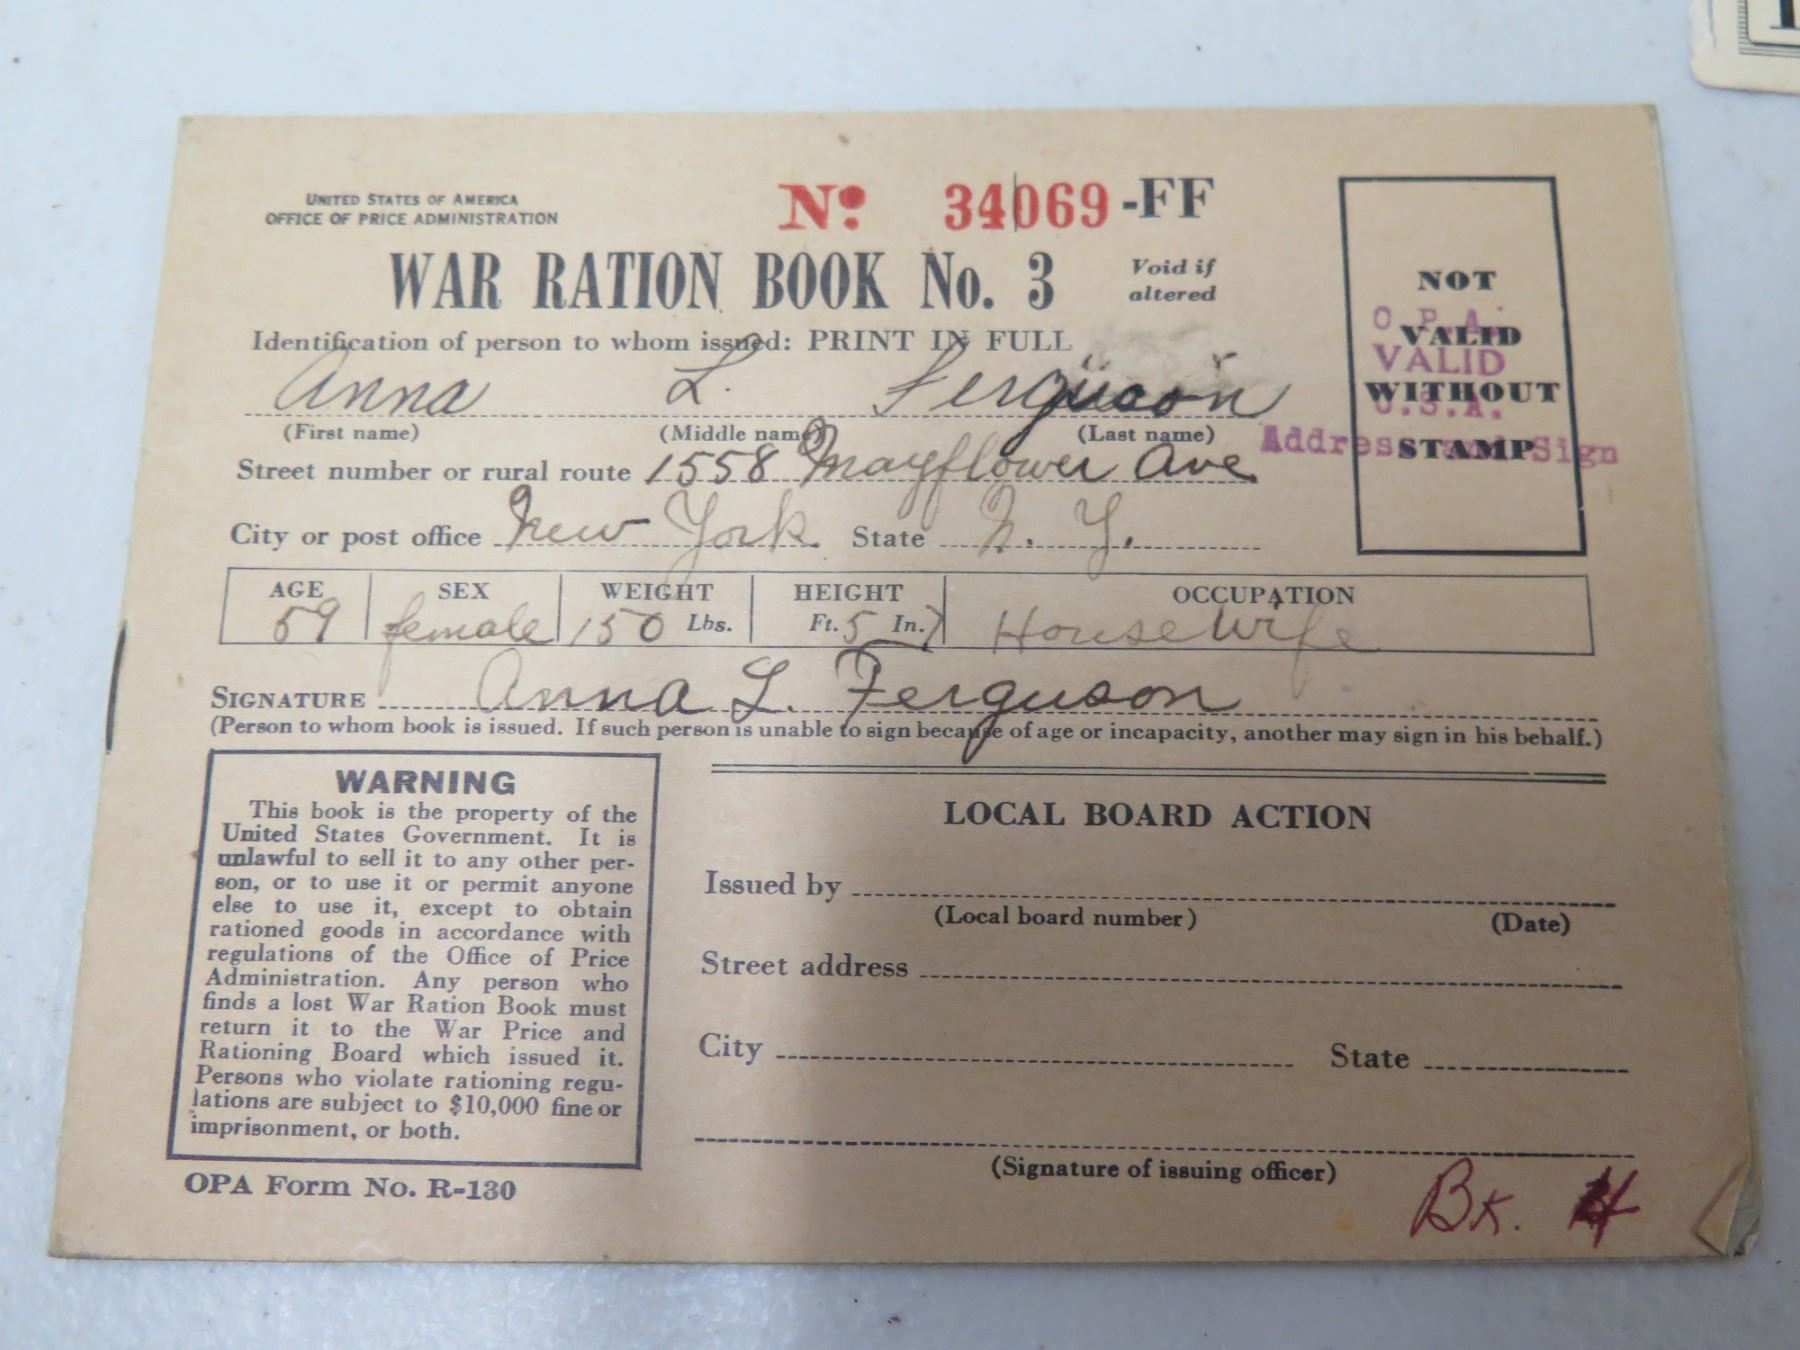 UNITED STATES OF AMERICA
OFFICE OF PRICE ADMINISTRATION
No 34069 -FF
WAR RATION BOOK No. 3 Void if altered
Identification of person to whom issued: PRINT IN FULL
Anna L. Ferguson
(First name) (Middle name) (Last name)
Street number or rural route 1558 Mayflower Ave
City or post office New York State N. Y.
NOT
VALID
WITHOUT
STAMP
O.P.A.
VALID
U.S.A.
Address and Sign
AGE SEX WEIGHT HEIGHT OCCUPATION
59 female 150 Lbs. Ft. 5 In. 7 Housewife
SIGNATURE Anna L. Ferguson
(Person to whom book is issued. If such person is unable to sign because of age or incapacity, another may sign in his behalf.)
WARNING
This book is the property of the
United States Government. It is
unlawful to sell it to any other per-
son, or to use it or permit anyone
else to use it, except to obtain
rationed goods in accordance with
regulations of the Office of Price
Administration. Any person who
finds a lost War Ration Book must
return it to the War Price and
Rationing Board which issued it.
Persons who violate rationing regu-
lations are subject to $10,000 fine or
imprisonment, or both.
OPA Form No. R-130
LOCAL BOARD ACTION
Issued by
(Local board number) (Date)
Street address
City State
(Signature of issuing officer)
Bk.